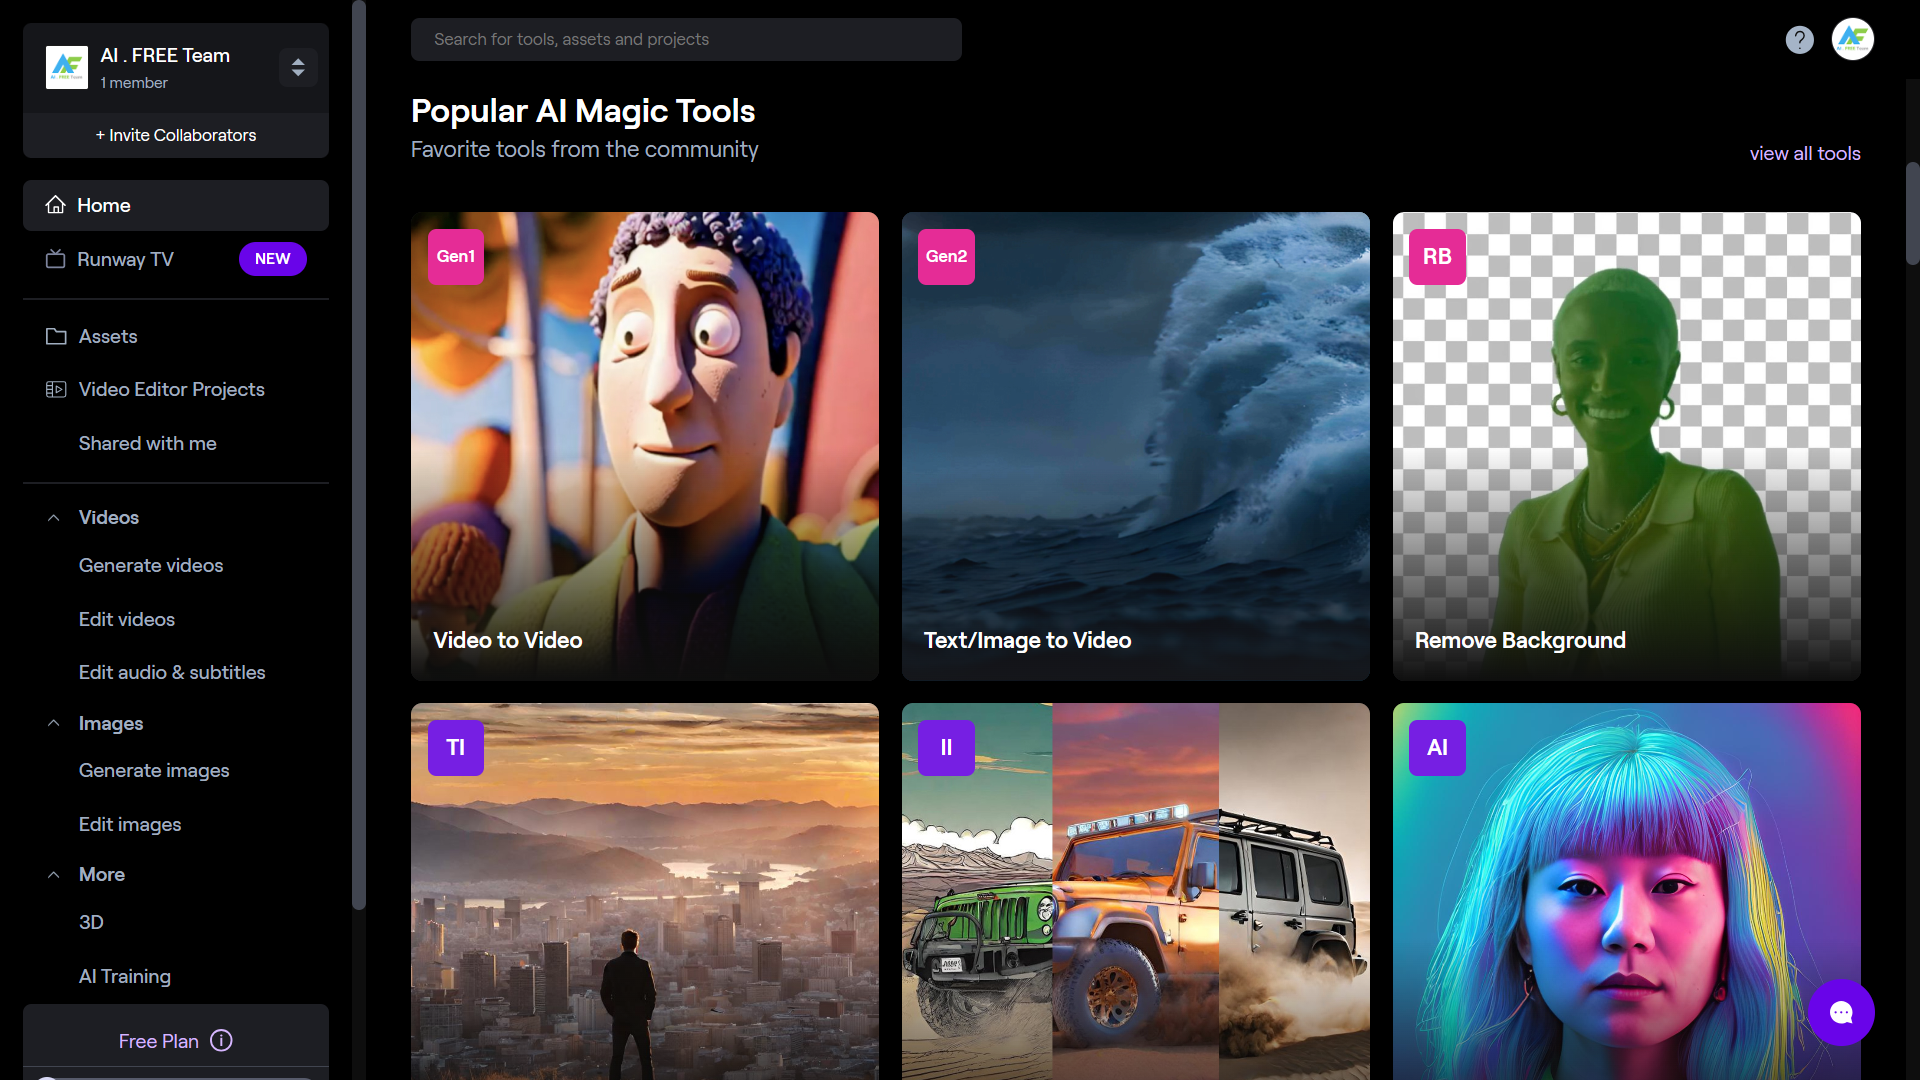 AI . FREE Team
1 member
+ Invite Collaborators
Home
Runway TV
NEW
Assets
Video Editor Projects
Shared with me
Videos
Generate videos
Edit videos
Edit audio & subtitles
Images
Generate images
Edit images
More
3D
AI Training
Free Plan
Search for tools, assets and projects
?
Popular AI Magic Tools
Favorite tools from the community
view all tools
Gen1
Video to Video
Gen2
Text/Image to Video
RB
Remove Background
TI
II
AI